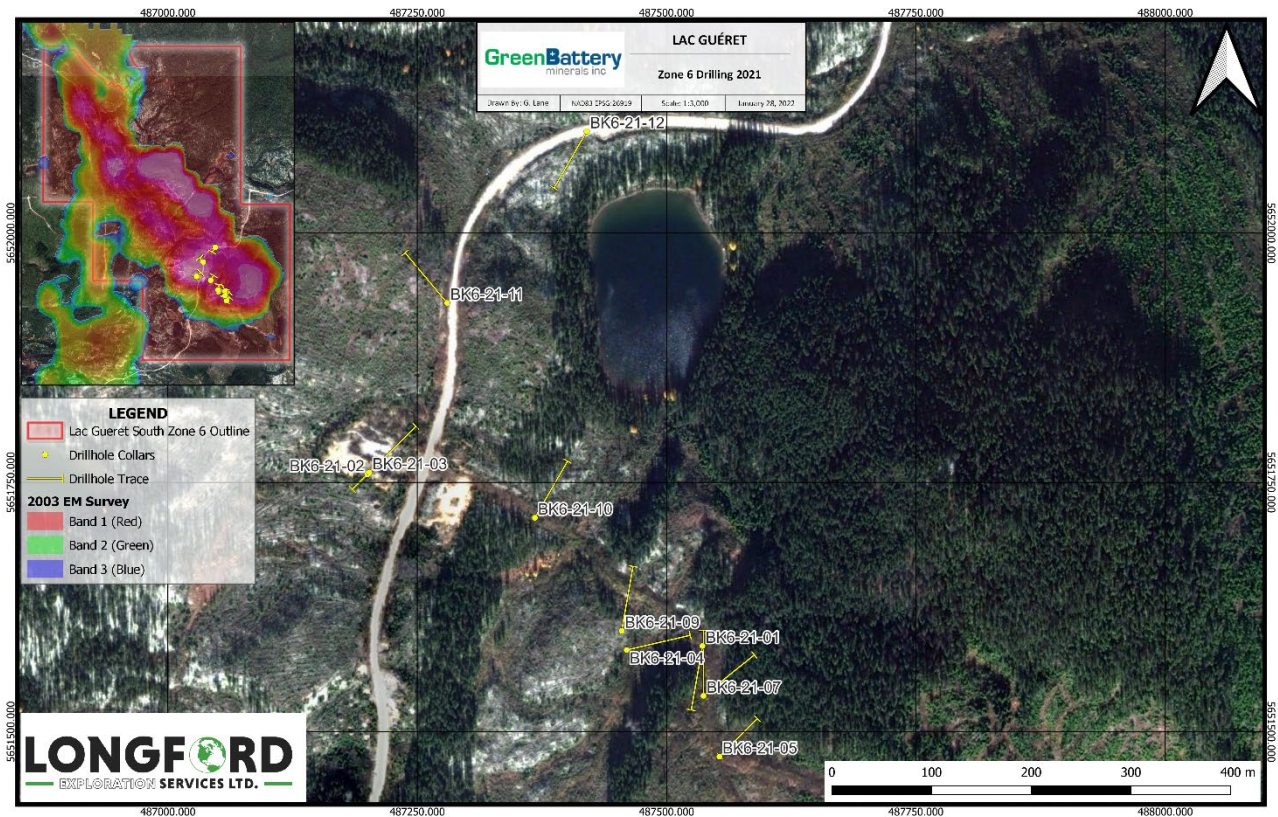 487000.000
487250.000
487500.000
487750.000
488000.000
GreenBattery
minerals inc
LAC GUÉRET
Zone 6 Drilling 2021
Drawn By: G. Lane
NAD83 EPSG:26919
Scale: 1:3,000
January 28, 2022
BK6-21-12
5652000.000
5652000.000
BK6-21-11
LEGEND
Lac Gueret South Zone 6 Outline
Drillhole Collars
Drillhole Trace
2003 EM Survey
Band 1 (Red)
Band 2 (Green)
Band 3 (Blue)
BK6-21-02
BK6-21-03
5651750.000
5651750.000
BK6-21-10
BK6-21-09
BK6-21-01
BK6-21-04
BK6-21-07
5651500.000
5651500.000
BK6-21-05
LONGFORD
EXPLORATION SERVICES LTD.
0
100
200
300
400 m
487000.000
487250.000
487500.000
487750.000
488000.000